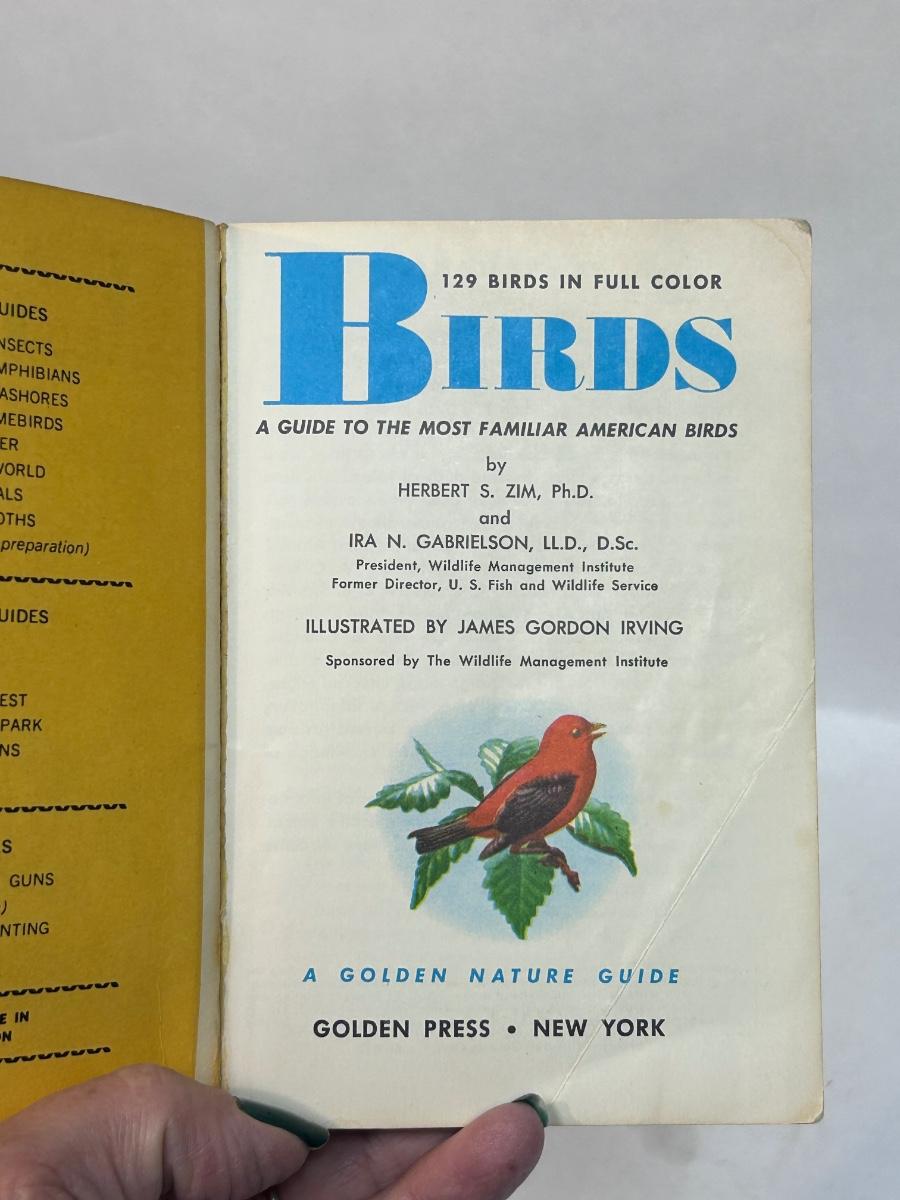 UIDES
NSECTS
MPHIBIANS
ASHORES
MEBIRDS
ER
WORLD
ALS
OTHS
preparation)
UIDES
EST
PARK
NS
S
GUNS
)
NTING
E IN
ON
129 BIRDS IN FULL COLOR
BIRDS
A GUIDE TO THE MOST FAMILIAR AMERICAN BIRDS
by
HERBERT S. ZIM, Ph.D.
and
IRA N. GABRIELSON, LL.D., D.Sc.
President, Wildlife Management Institute
Former Director, U. S. Fish and Wildlife Service
ILLUSTRATED BY JAMES GORDON IRVING
Sponsored by The Wildlife Management Institute
A GOLDEN NATURE GUIDE
GOLDEN PRESS • NEW YORK